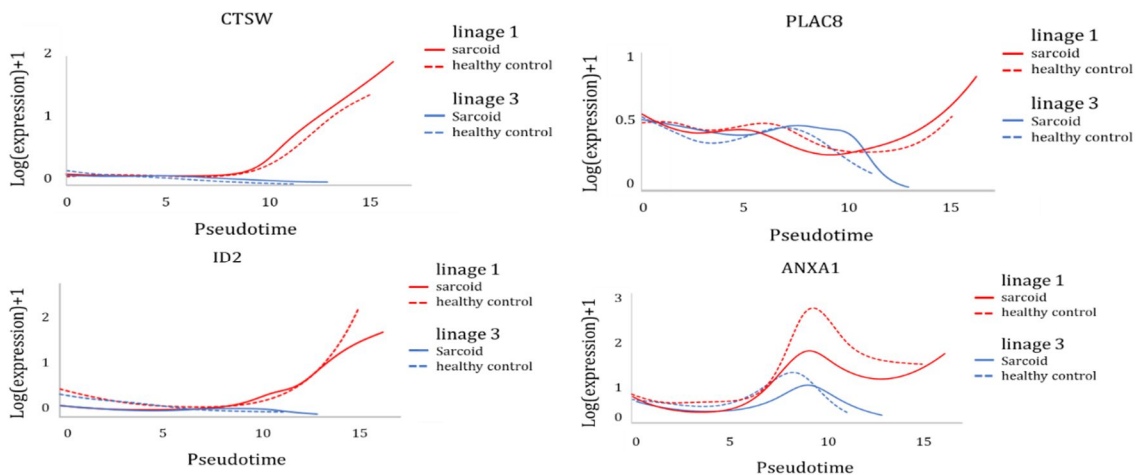 CTSW
2
1
0
Log(expression)+1
0
5
10
15
Pseudotime
linage 1
sarcoid
healthy control
linage 3
Sarcoid
healthy control
PLAC8
1
0.5
0
Log(expression)+1
0
5
10
15
Pseudotime
linage 1
sarcoid
healthy control
linage 3
Sarcoid
healthy control
ID2
2
1
0
Log(expression)+1
0
5
10
15
Pseudotime
linage 1
sarcoid
healthy control
linage 3
Sarcoid
healthy control
ANXA1
3
2
1
0
Log(expression)+1
0
5
10
15
Pseudotime
linage 1
sarcoid
healthy control
linage 3
Sarcoid
healthy control